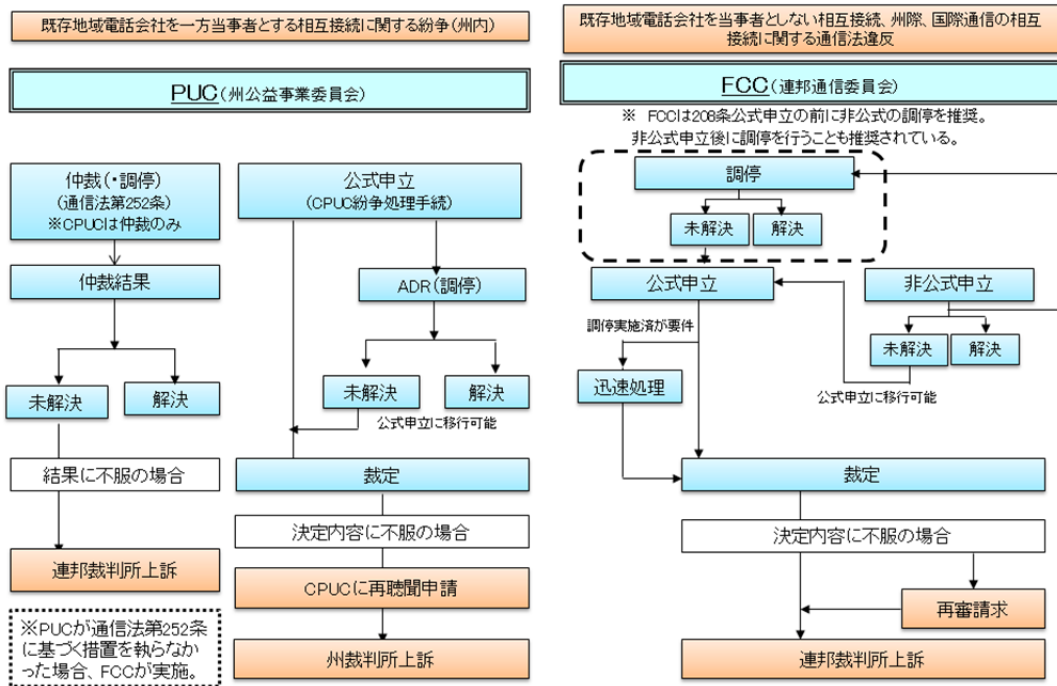 既存地域電話会社を一方当事者とする相互接続に関する紛争(州内)
PUC(州公益事業委員会)
仲裁(・調停)
(通信法第252条)
※CPUCは仲裁のみ
公式申立
(CPUC紛争処理手続)
仲裁結果
ADR(調停)
未解決
解決
未解決
解決
公式申立に移行可能
結果に不服の場合
裁定
決定内容に不服の場合
連邦裁判所上訴
CPUCに再聴聞申請
※PUCが通信法第252条
に基づく措置を執らなか
った場合、FCCが実施。
州裁判所上訴
既存地域電話会社を当事者としない相互接続、州際、国際通信の相互
接続に関する通信法違反
FCC(連邦通信委員会)
※ FCCは208条公式申立の前に非公式の調停を推奨。
非公式申立後に調停を行うことも推奨されている。
調停
未解決
解決
公式申立
非公式申立
調停実施済が要件
未解決
解決
迅速処理
公式申立に移行可能
裁定
決定内容に不服の場合
再審請求
連邦裁判所上訴